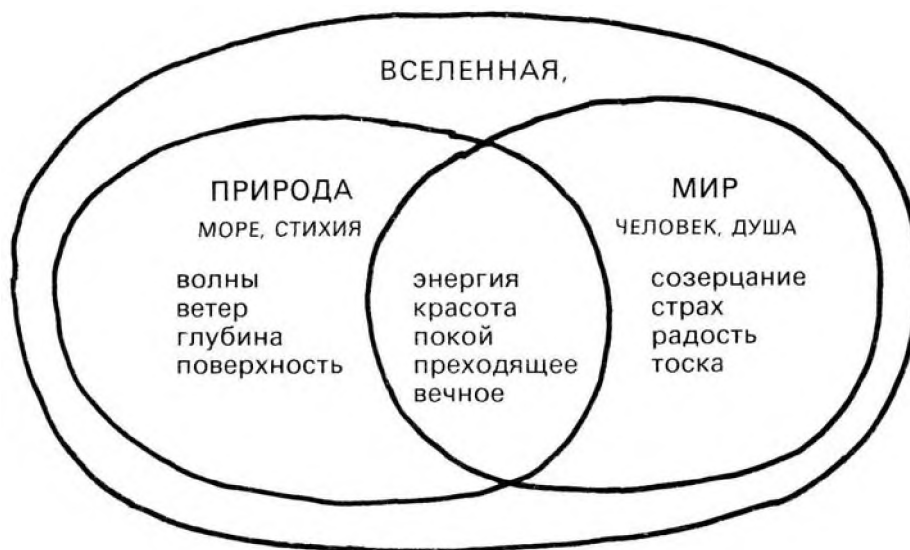 ВСЕЛЕННАЯ,
ПРИРОДА
МОРЕ, СТИХИЯ
волны
ветер
глубина
поверхность
энергия
красота
покой
преходящее
вечное
МИР
ЧЕЛОВЕК, ДУША
созерцание
страх
радость
тоска